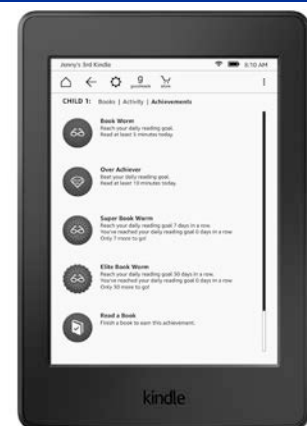 Jonny's 3rd Kindle 6:10 AM
g
goodreads store
CHILD 1: Books | Activity | Achievements
Book Worm
Reach your daily reading goal.
Read at least 5 minutes today.
Over Achiever
Beat your daily reading goal.
Read at least 10 minutes today.
Super Book Worm
Reach your daily reading goal 7 days in a row.
You've reached your daily reading goal 0 days in a row.
Only 7 more to go!
Elite Book Worm
Reach your daily reading goal 30 days in a row.
You've reached your daily reading goal 0 days in a row.
Only 30 more to go!
Read a Book
Finish a book to earn this achievement.
kindle